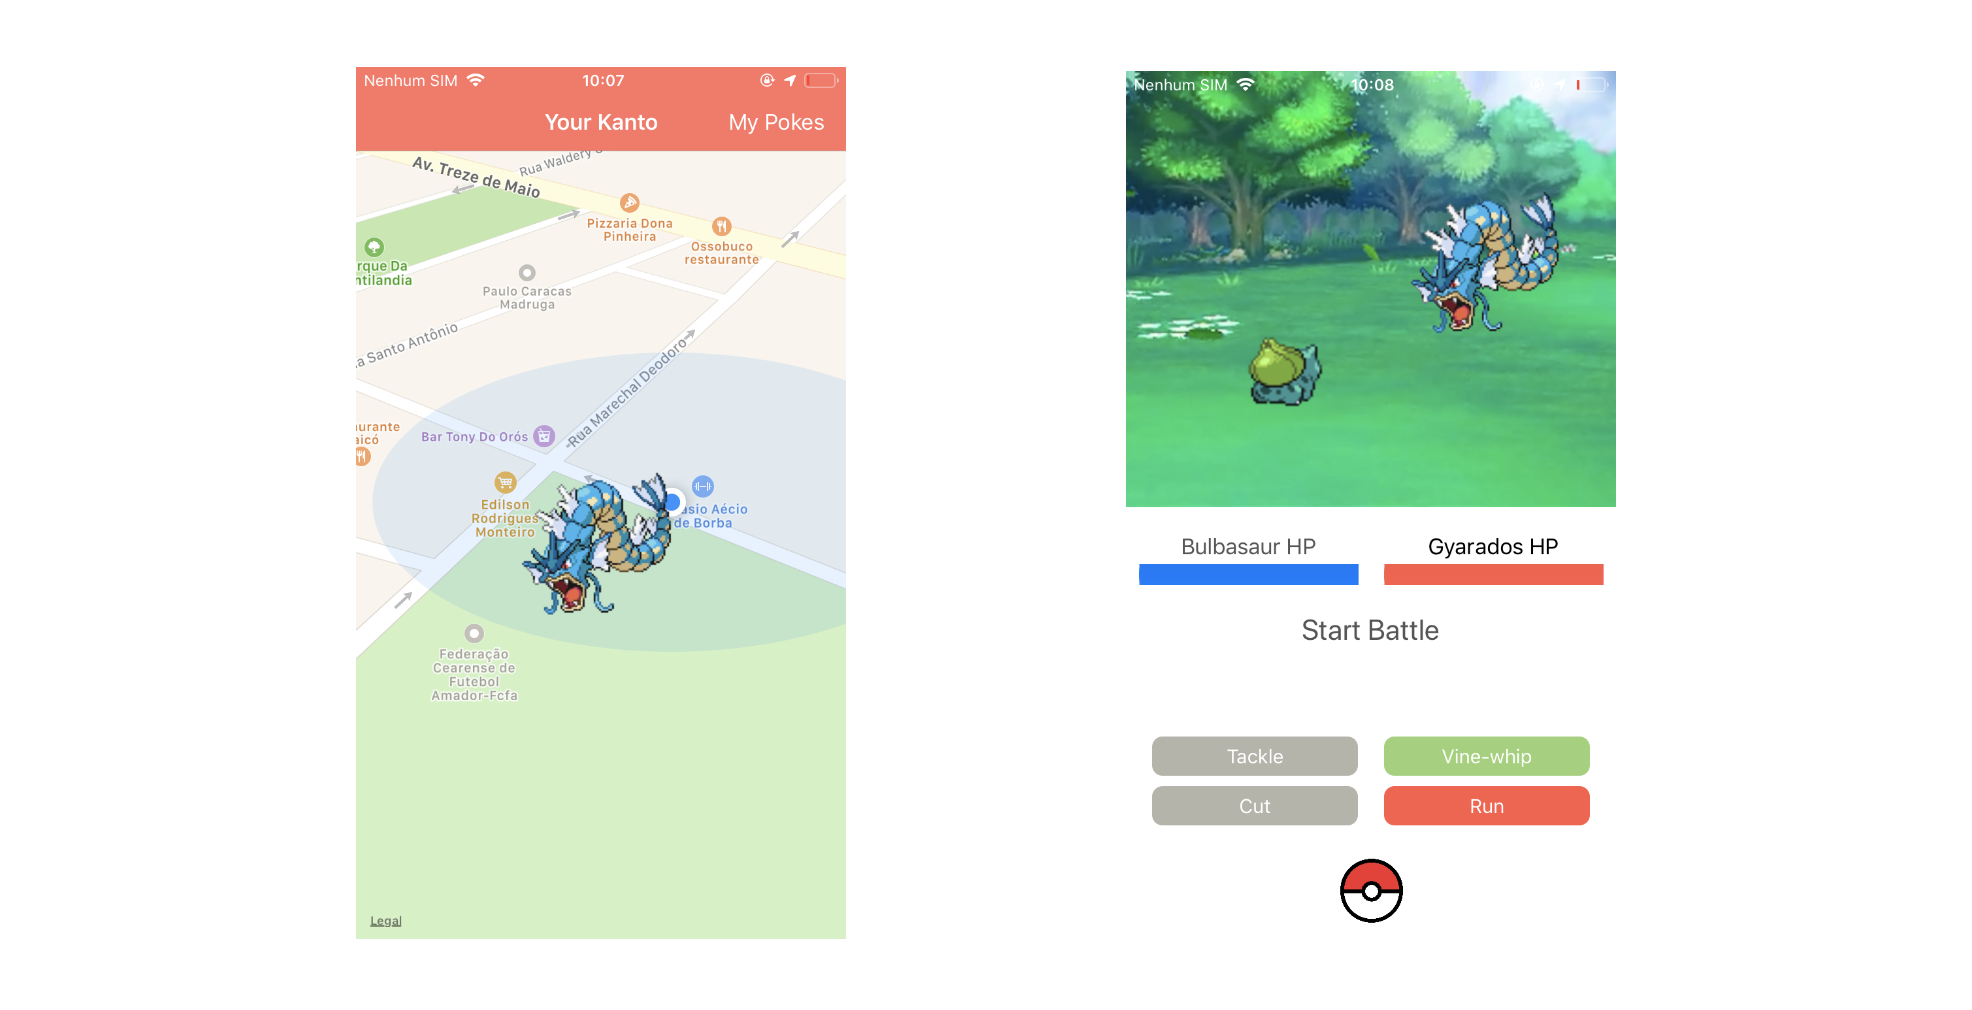 Nenhum SIM
10:07
Your Kanto
My Pokes
Av. Treze de Maio
Rua Waldery
Pizzaria Dona
Pinheira
Ossobuco
restaurante
rque Da
ntilandia
Paulo Caracas
Madruga
a Santo Antônio
Rua Marechal Deodoro
urante
aicó
Bar Tony Do Orós
Edilson
Rodrigues
Monteiro
ásio Aécio
de Borba
Federação
Cearense de
Futebol
Amador-Fcfa
Legal
Nenhum SIM
10:08
Bulbasaur HP
Gyarados HP
Start Battle
Tackle
Vine-whip
Cut
Run